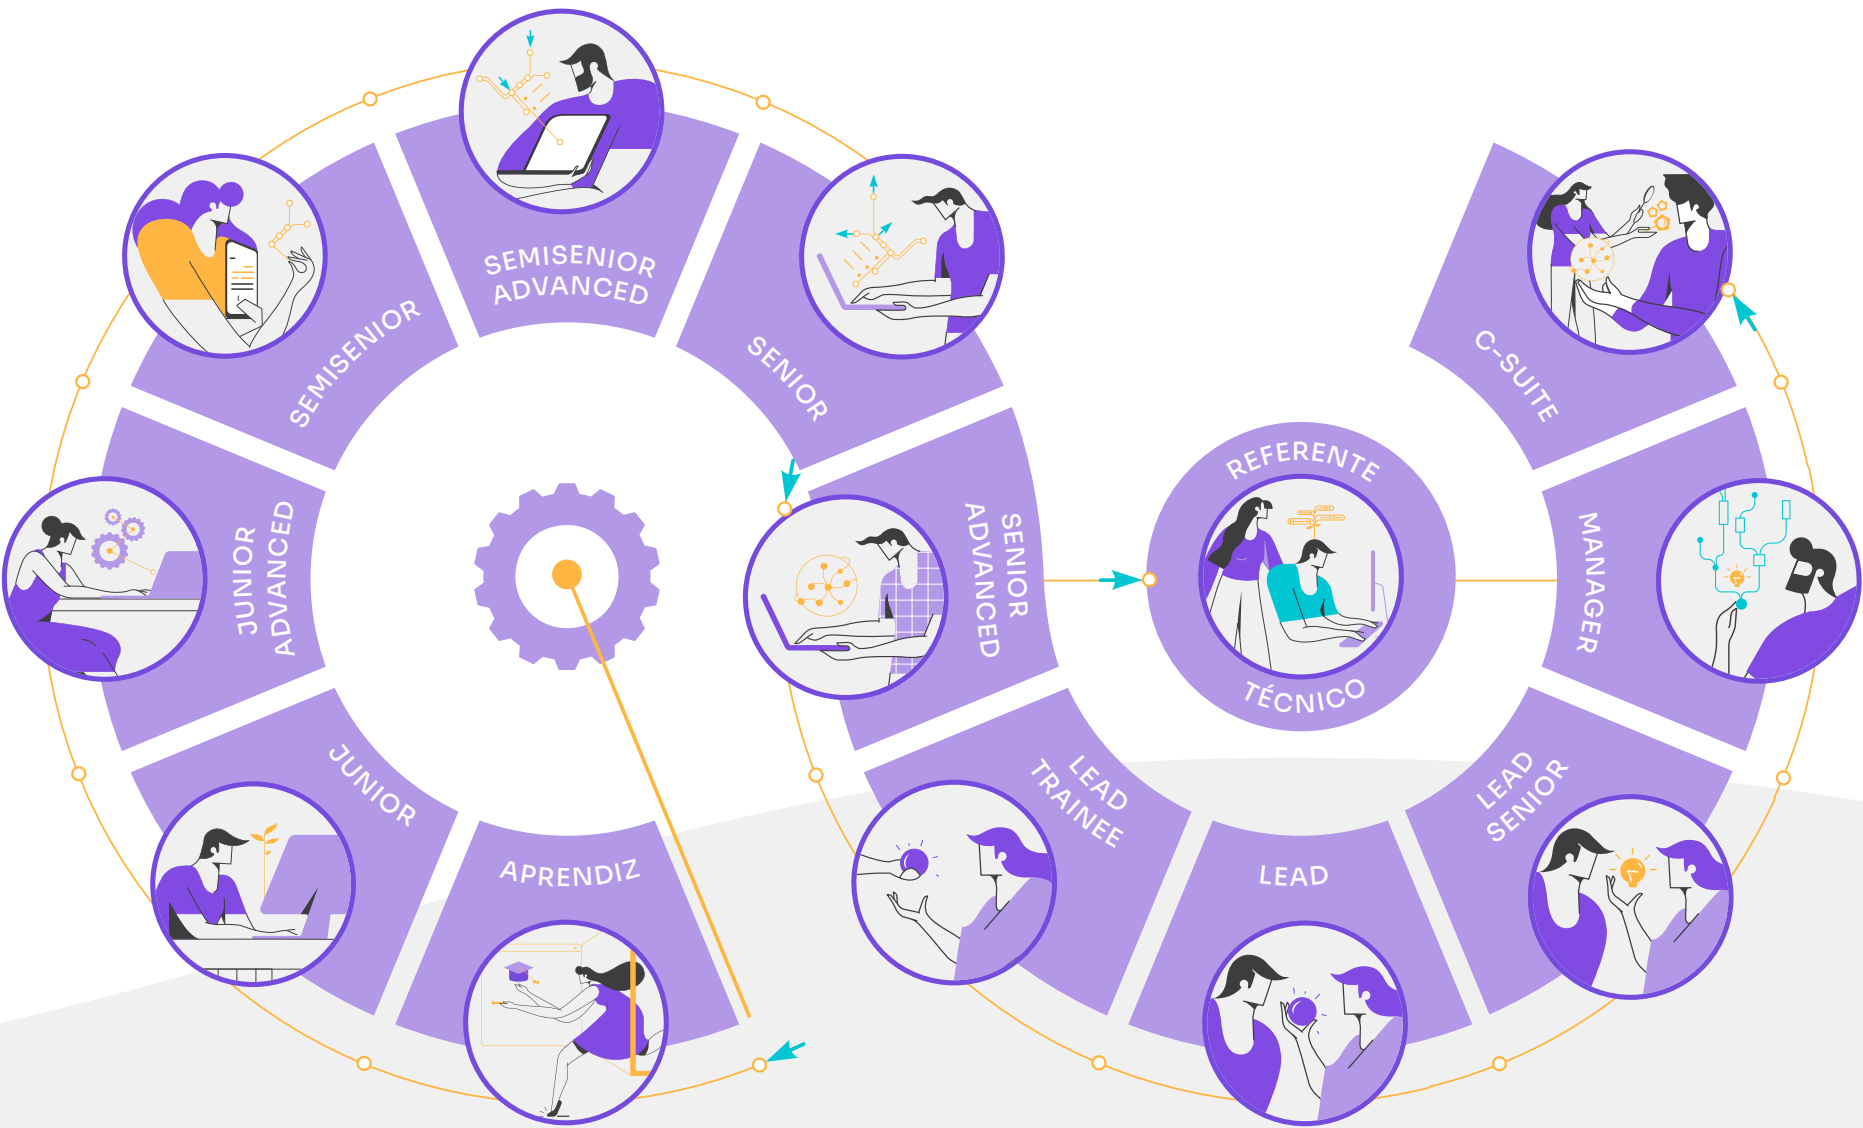 APRENDIZ
JUNIOR
JUNIOR
ADVANCED
SEMISENIOR
SEMISENIOR
ADVANCED
SENIOR
SENIOR
ADVANCED
REFERENTE
TÉCNICO
LEAD
TRAINEE
LEAD
LEAD
SENIOR
MANAGER
C-SUITE